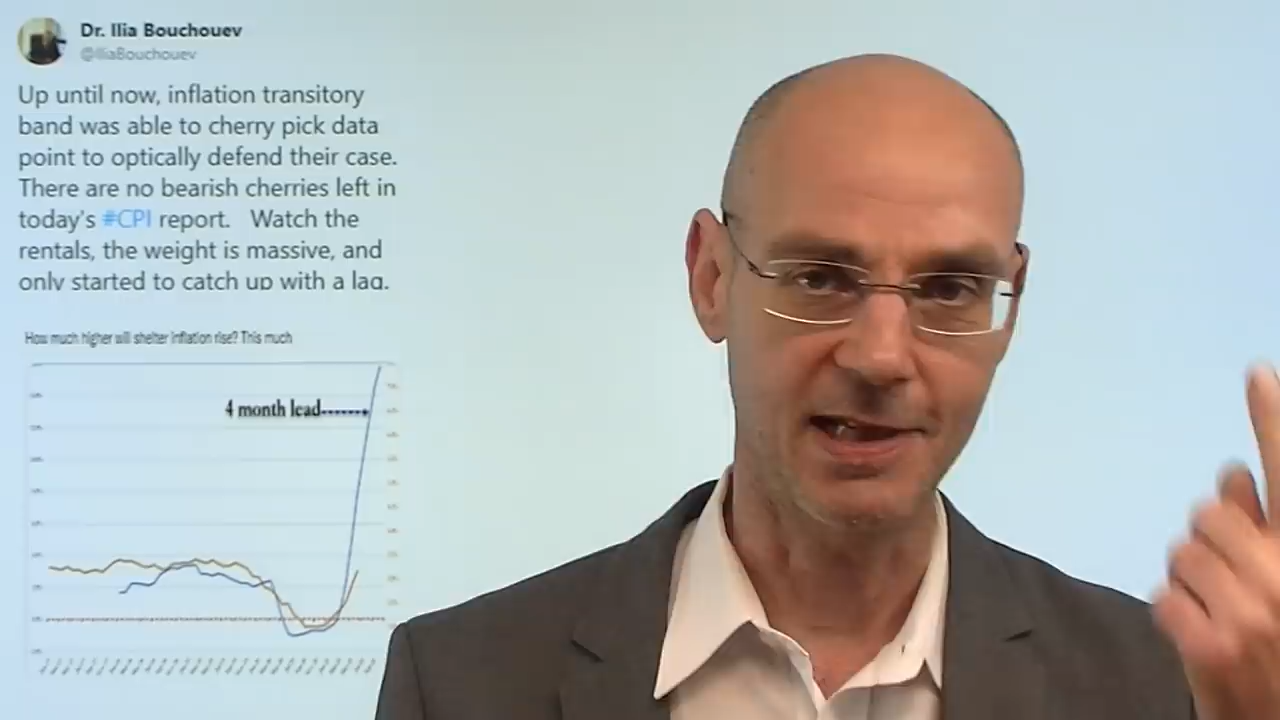 Dr. Ilia Bouchouev
@IliaBouchouev
Up until now, inflation transitory
band was able to cherry pick data
point to optically defend their case.
There are no bearish cherries left in
today's #CPI report. Watch the
rentals, the weight is massive, and
only started to catch up with a lag.
How much higher will shelter inflation rise? This much
4 month lead